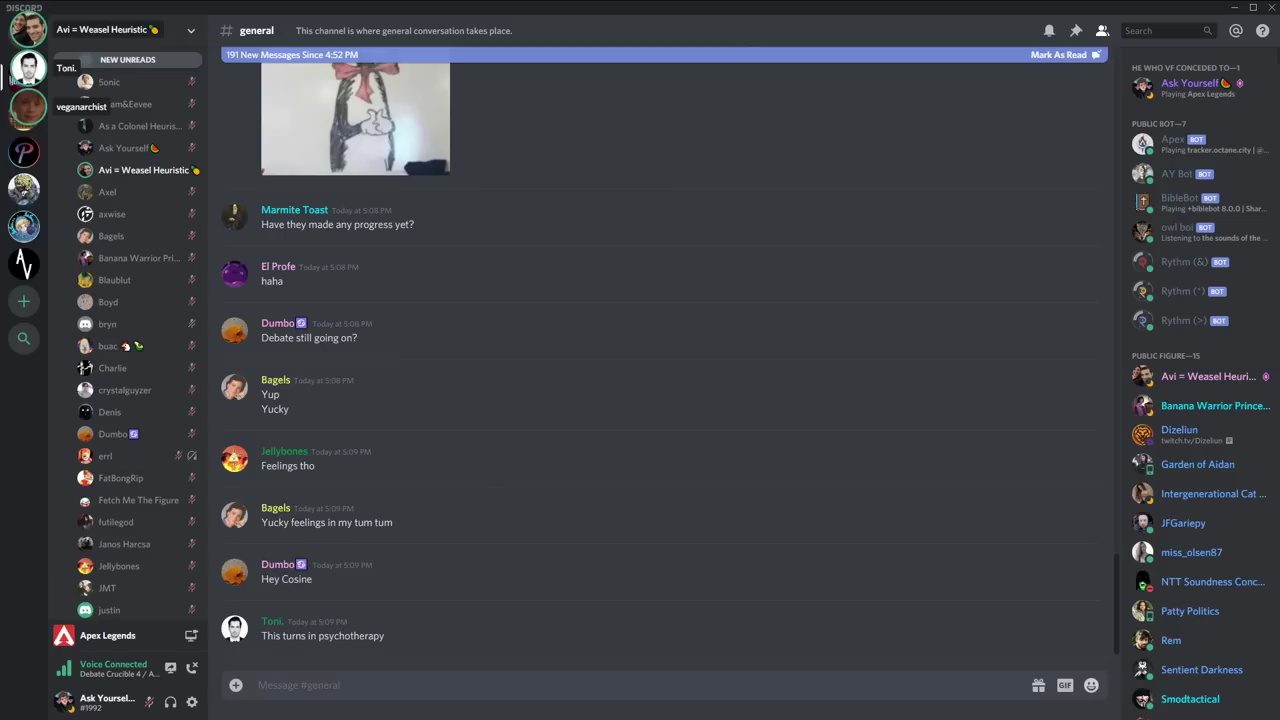 DISCORD
Avi = Weasel Heuristic
general
This channel is where general conversation takes place.
Search
191 New Messages Since 4:52 PM
Mark As Read
NEW UNREADS
Toni.
veganarchist
Sonic
am&Eevee
As a Colonel Heuris...
Ask Yourself
Avi = Weasel Heuristic
Axel
axwise
Bagels
Banana Warrior Pri...
Blaublut
Boyd
bryn
buac
Charlie
crystalguyzer
Denis
Dumbo
errl
FatBongRip
Fetch Me The Figure
futilegod
Janos Harcsa
Jellybones
JMT
justin
Apex Legends
Voice Connected
Debate Crucible 4 / A...
Ask Yoursel...
#1992
Marmite Toast Today at 5:08 PM
Have they made any progress yet?
El Profe Today at 5:08 PM
haha
Dumbo Today at 5:08 PM
Debate still going on?
Bagels Today at 5:08 PM
Yup
Yucky
Jellybones Today at 5:09 PM
Feelings tho
Bagels Today at 5:09 PM
Yucky feelings in my tum tum
Dumbo Today at 5:09 PM
Hey Cosine
Toni. Today at 5:09 PM
This turns in psychotherapy
Message #general
GIF
HE WHO VF CONCEDED TO—1
Ask Yourself
Playing Apex Legends
PUBLIC BOT—7
Apex BOT
Playing tracker.octane.city | @...
AY Bot BOT
BibleBot BOT
Playing +biblebot 8.0.0 | Shar...
owl boi BOT
Listening to the sounds of the ...
Rythm (&) BOT
Rythm (*) BOT
Rythm (>) BOT
PUBLIC FIGURE—15
Avi = Weasel Heuri...
Banana Warrior Prince...
Dizeliun
twitch.tv/Dizeliun
Garden of Aidan
Intergenerational Cat ...
JFGariepy
miss_olsen87
NTT Soundness Conc...
Patty Politics
Rem
Sentient Darkness
Smodtactical